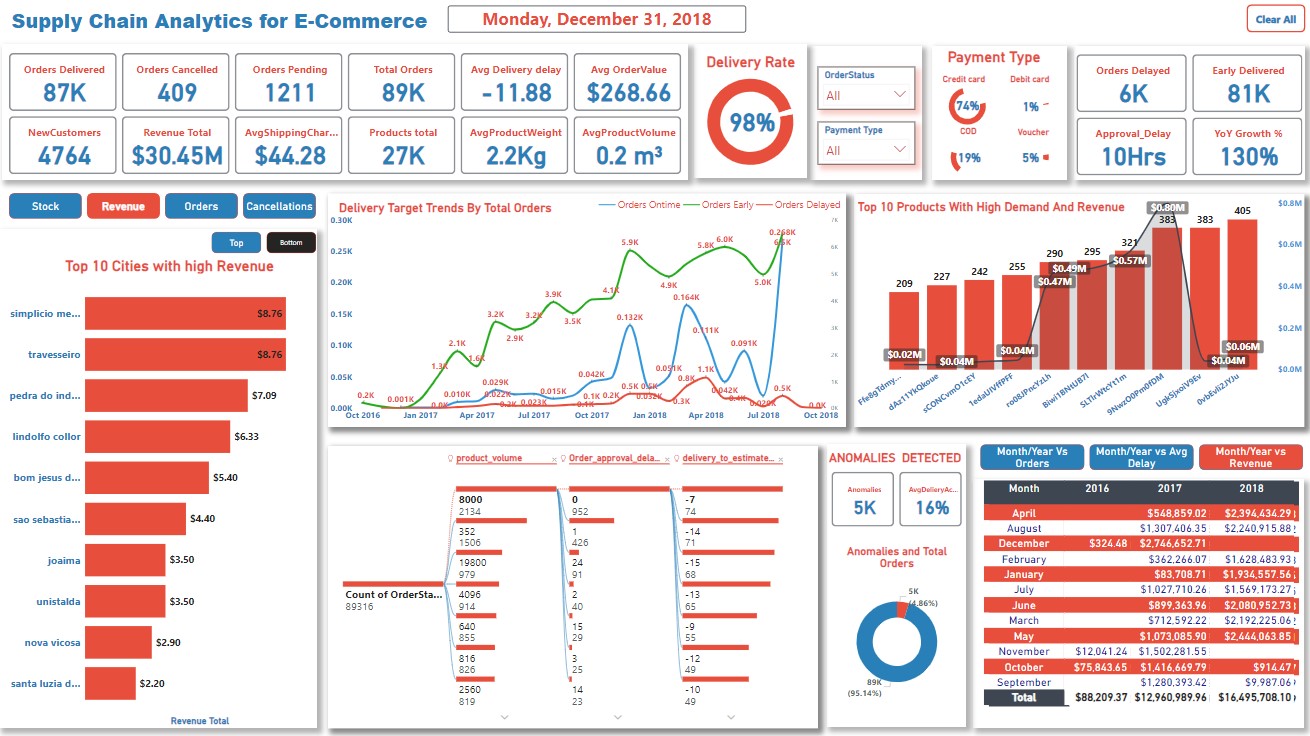 Supply Chain Analytics for E-Commerce
Monday, December 31, 2018
Clear All
Orders Delivered
87K
Orders Cancelled
409
Orders Pending
1211
Total Orders
89K
Avg Delivery delay
-11.88
Avg OrderValue
$268.66
NewCustomers
4764
Revenue Total
$30.45M
AvgShippingChar...
$44.28
Products total
27K
AvgProductWeight
2.2Kg
AvgProductVolume
0.2 m³
Delivery Rate
98%
OrderStatus
All
Payment Type
All
Payment Type
Credit card
74%
Debit card
1%
COD
19%
Voucher
5%
Orders Delayed
6K
Early Delivered
81K
Approval_Delay
10Hrs
YoY Growth %
130%
Stock
Revenue
Orders
Cancellations
Top
Bottom
Top 10 Cities with high Revenue
simplicio me...
$8.76
travesseiro
$8.76
pedra do ind...
$7.09
lindolfo collor
$6.33
bom jesus d...
$5.40
sao sebastia...
$4.40
joaima
$3.50
unistalda
$3.50
nova vicosa
$2.90
santa luzia d...
$2.20
Revenue Total
Delivery Target Trends By Total Orders
Orders Ontime
Orders Early
Orders Delayed
0.30K
0.25K
0.20K
0.15K
0.10K
0.05K
0.00K
7K
6K
5K
4K
3K
2K
1K
0K
0.2K
0.001K
1.3K
0.0K
2.1K
0.010K
1.6K
3.2K
0.029K
0.022K
0.2K
2.9K
3.2K
0.023K
3.9K
0.015K
3.5K
0.1K
0.042K
0.1K
4.1K
0.2K
5.9K
0.132K
0.5K
0.5K
0.032K
4.9K
0.051K
0.3K
0.164K
0.8K
5.8K
0.111K
1.1K
6.0K
0.042K
0.4K
0.091K
5.0K
0.020K
0.268K
6.5K
0.5K
0.0K
Oct 2016
Jan 2017
Apr 2017
Jul 2017
Oct 2017
Jan 2018
Apr 2018
Jul 2018
Oct 2018
Top 10 Products With High Demand And Revenue
209
227
242
255
290
295
321
383
383
405
$0.02M
$0.04M
$0.04M
$0.47M
$0.49M
$0.57M
$0.80M
$0.04M
$0.06M
$0.8M
$0.6M
$0.4M
$0.2M
$0.0M
product_volume
Order_approval_dela...
delivery_to_estimate...
Count of OrderSta...
89316
8000
2134
352
1506
19800
979
4096
914
640
855
816
826
2560
819
0
952
1
426
24
91
2
40
15
29
3
25
14
23
-7
74
-14
71
-15
68
-13
65
-9
55
-12
49
-10
49
ANOMALIES DETECTED
Anomalies
5K
AvgDelieryAc...
16%
Anomalies and Total
Orders
5K
(4.86%)
89K
(95.14%)
Month/Year Vs
Orders
Month/Year vs Avg
Delay
Month/Year vs
Revenue
Month 2016 2017 2018
April $548,859.02 $2,394,434.29
August $1,307,406.35 $2,240,915.88
December $324.48 $2,746,652.71
February $362,266.07 $1,628,483.93
January $83,708.71 $1,934,557.56
July $1,027,710.26 $1,569,173.27
June $899,363.96 $2,080,952.73
March $712,592.22 $2,192,225.06
May $1,073,085.90 $2,444,063.85
November $12,041.24 $1,502,281.55
October $75,843.65 $1,416,669.79 $914.47
September $1,280,393.42 $9,987.06
Total $88,209.37 $12,960,989.96 $16,495,708.10